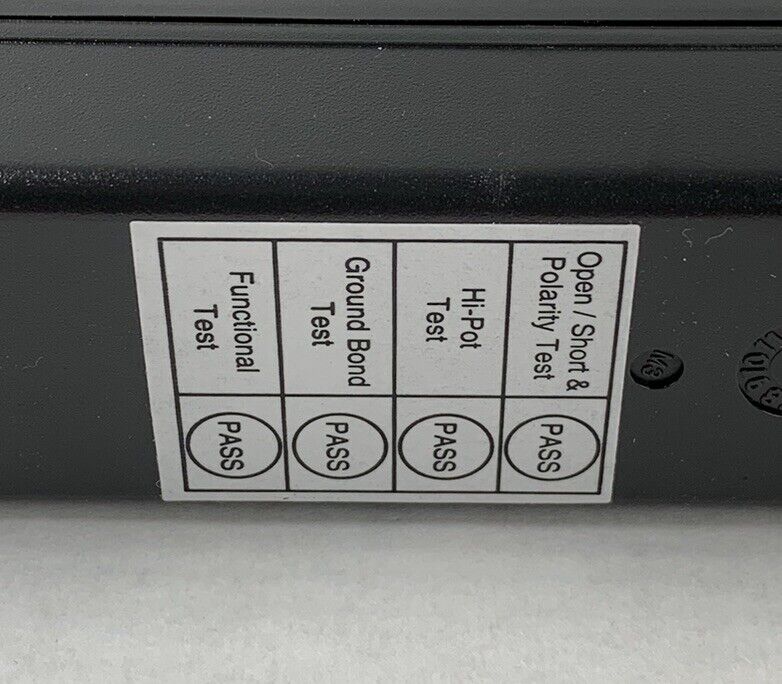 Open / Short &
Polarity Test
PASS
Hi-Pot
Test
PASS
Ground Bond
Test
PASS
Functional
Test
PASS